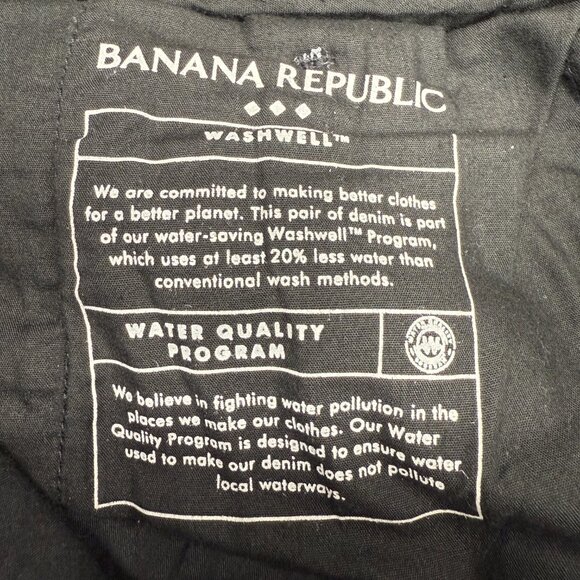 BANANA REPUBLIC
WASHWELL™
We are committed to making better clothes
for a better planet. This pair of denim is part
of our water-saving Washwell™ Program,
which uses at least 20% less water than
conventional wash methods.
WATER QUALITY
PROGRAM
We believe in fighting water pollution in the
places we make our clothes. Our Water
Quality Program is designed to ensure water
used to make our denim does not pollute
local waterways.